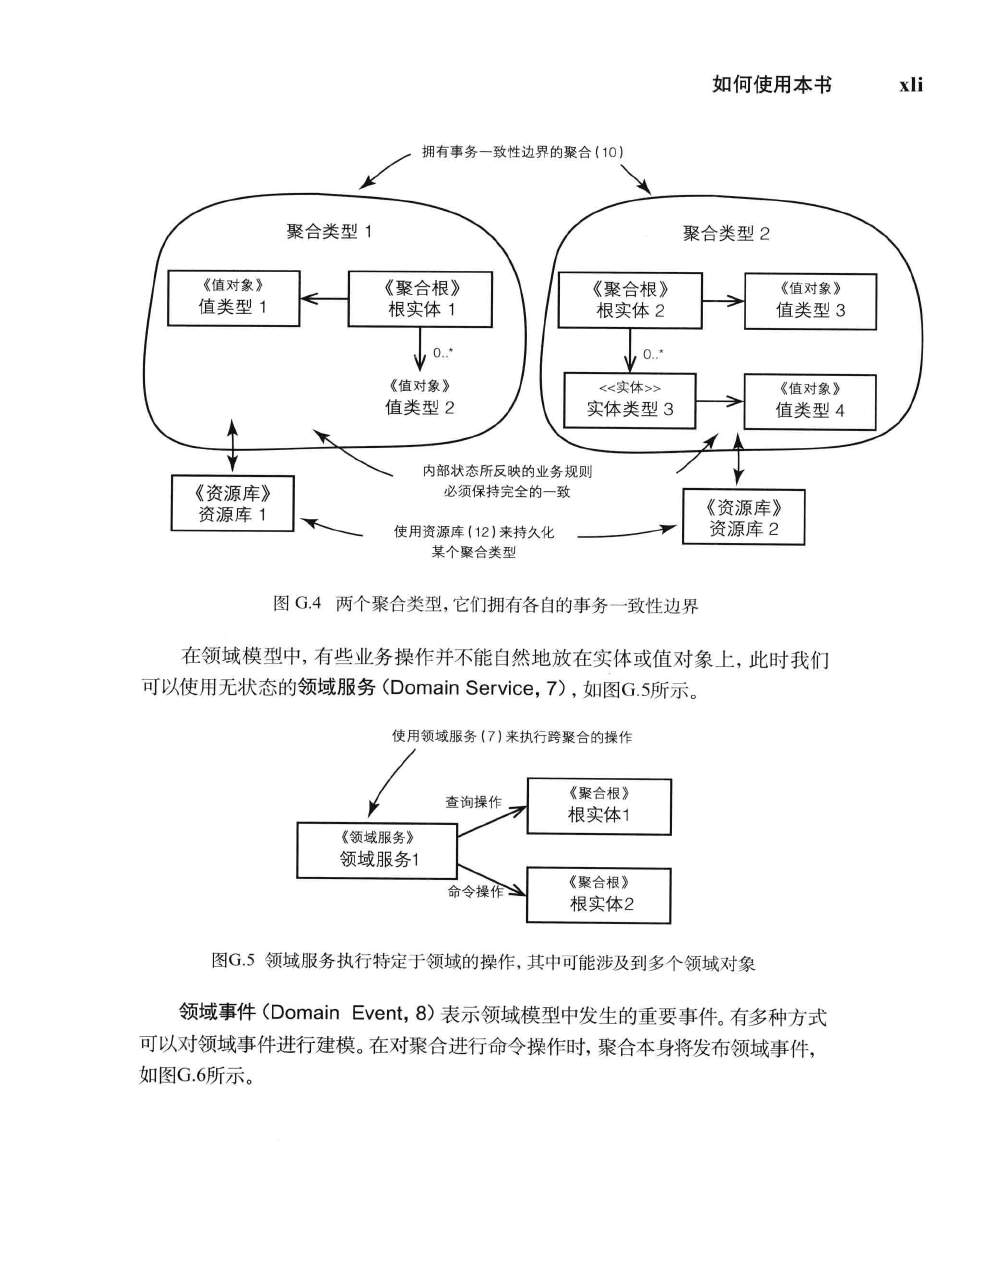 如何使用本书 xli
拥有事务一致性边界的聚合(10)
聚合类型 1
《值对象》
值类型 1
《聚合根》
根实体 1
0..*
《值对象》
值类型 2
聚合类型 2
《聚合根》
根实体 2
《值对象》
值类型 3
0..*
<<实体>>
实体类型 3
《值对象》
值类型 4
内部状态所反映的业务规则
必须保持完全的一致
《资源库》
资源库 1
《资源库》
资源库 2
使用资源库(12)来持久化
某个聚合类型
图 G.4 两个聚合类型,它们拥有各自的事务一致性边界
在领域模型中,有些业务操作并不能自然地放在实体或值对象上,此时我们
可以使用无状态的领域服务(Domain Service, 7),如图G.5所示。
使用领域服务(7)来执行跨聚合的操作
查询操作
《聚合根》
根实体1
《领域服务》
领域服务1
命令操作
《聚合根》
根实体2
图G.5 领域服务执行特定于领域的操作,其中可能涉及到多个领域对象
领域事件(Domain Event, 8)表示领域模型中发生的重要事件。有多种方式
可以对领域事件进行建模。在对聚合进行命令操作时,聚合本身将发布领域事件,
如图G.6所示。